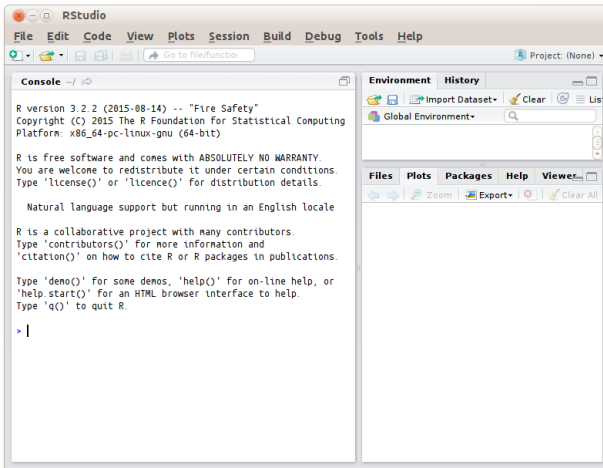 RStudio
File Edit Code View Plots Session Build Debug Tools Help
Go to file/function
Project: (None)
Console ~/
R version 3.2.2 (2015-08-14) -- "Fire Safety"
Copyright (C) 2015 The R Foundation for Statistical Computing
Platform: x86_64-pc-linux-gnu (64-bit)
R is free software and comes with ABSOLUTELY NO WARRANTY.
You are welcome to redistribute it under certain conditions.
Type 'license()' or 'licence()' for distribution details.
Natural language support but running in an English locale
R is a collaborative project with many contributors.
Type 'contributors()' for more information and
'citation()' on how to cite R or R packages in publications.
Type 'demo()' for some demos, 'help()' for on-line help, or
'help.start()' for an HTML browser interface to help.
Type 'q()' to quit R.
>
Environment History
Import Dataset Clear Lis
Global Environment
Files Plots Packages Help Viewer
Zoom Export Clear All